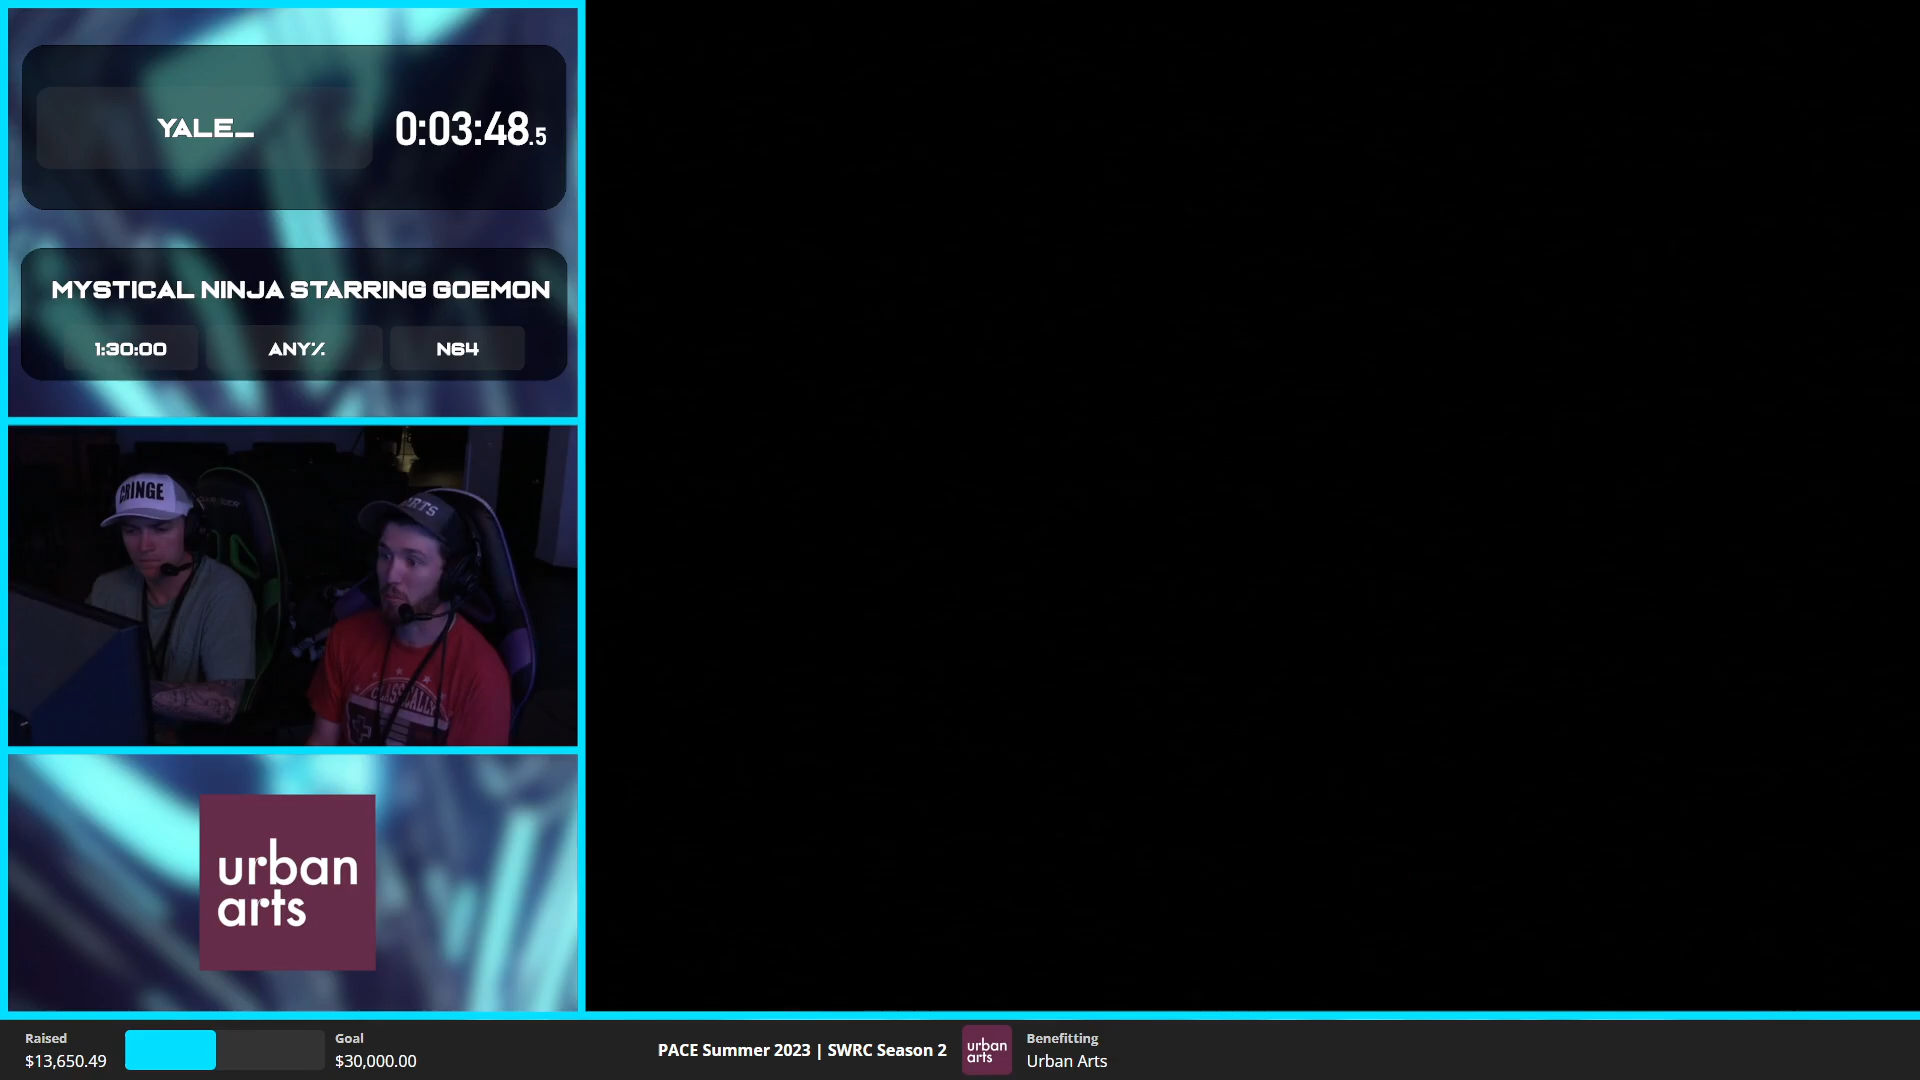 YALE_
0:03:48.5
MYSTICAL NINJA STARRING GOEMON
1:30:00
ANY%
N64
CRINGE
CLASSICALLY
urban
arts
Raised
$13,650.49
Goal
$30,000.00
PACE Summer 2023 | SWRC Season 2
urban
arts
Benefitting
Urban Arts